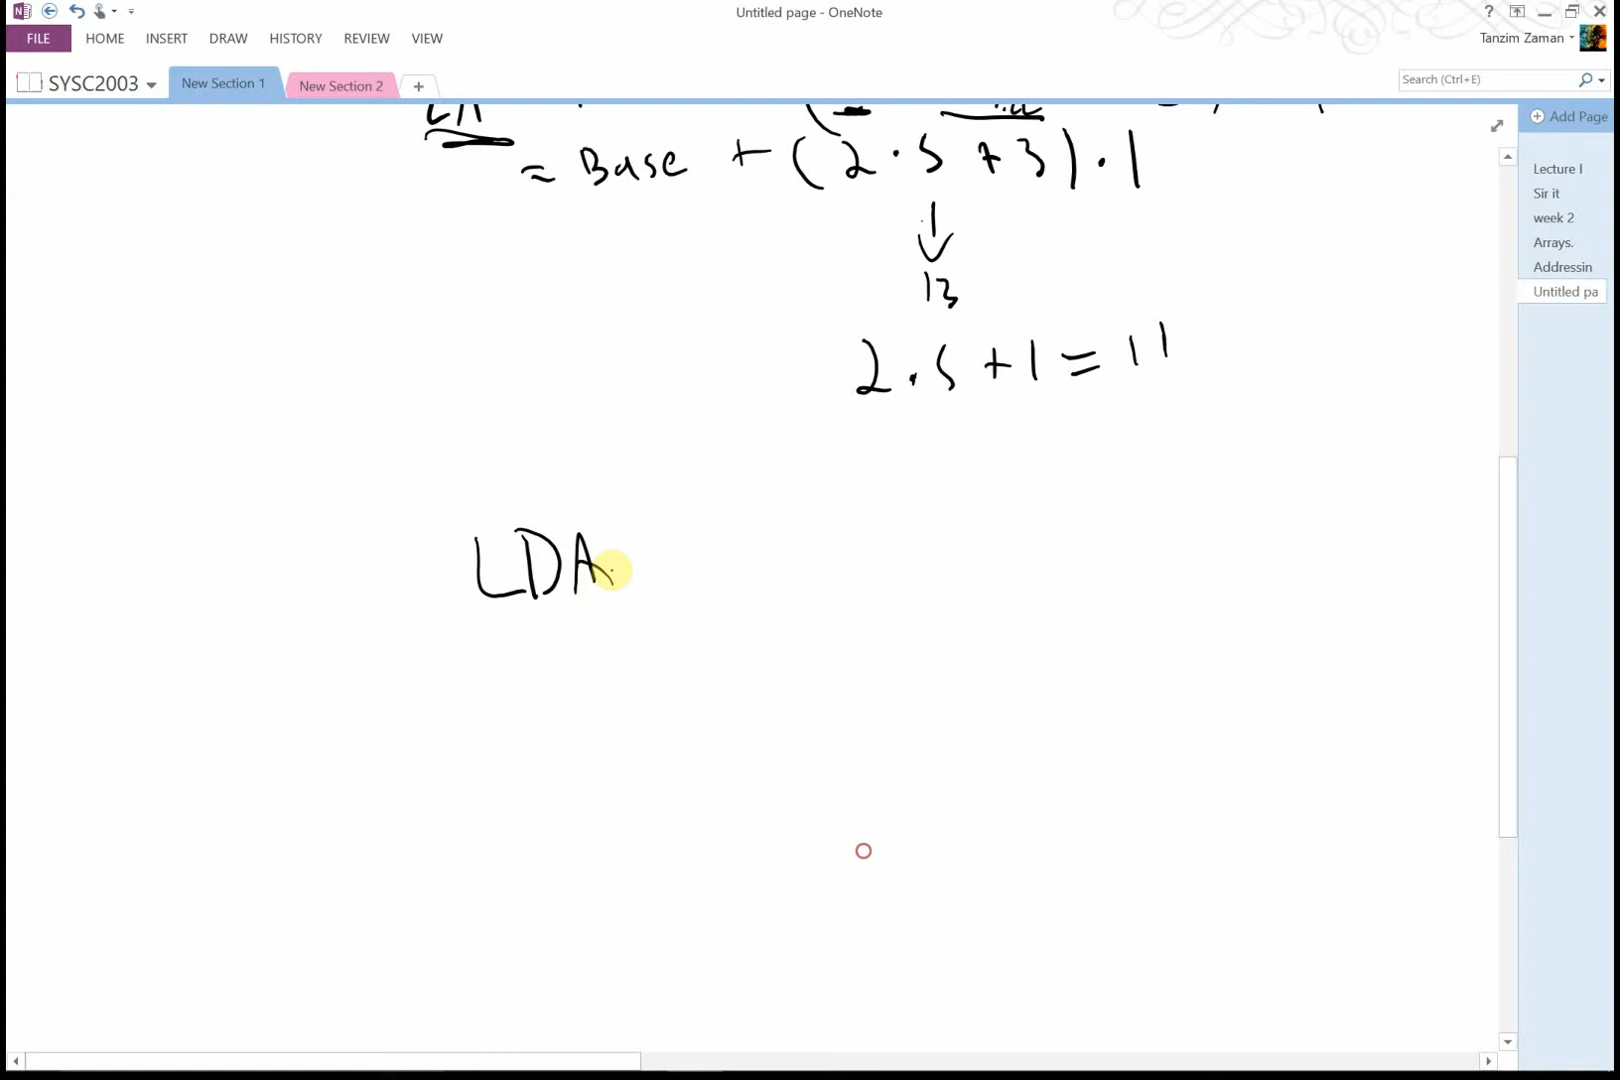 Untitled page - OneNote
FILE HOME INSERT DRAW HISTORY REVIEW VIEW
Tanzim Zaman
SYSC2003 New Section 1 New Section 2
Search (Ctrl+E)
Add Page
Lecture I
Sir it
week 2
Arrays.
Addressin
Untitled pa
= Base + (2 · 5 + 3) · 1
↓
13
2 · 5 + 1 = 11
LDA